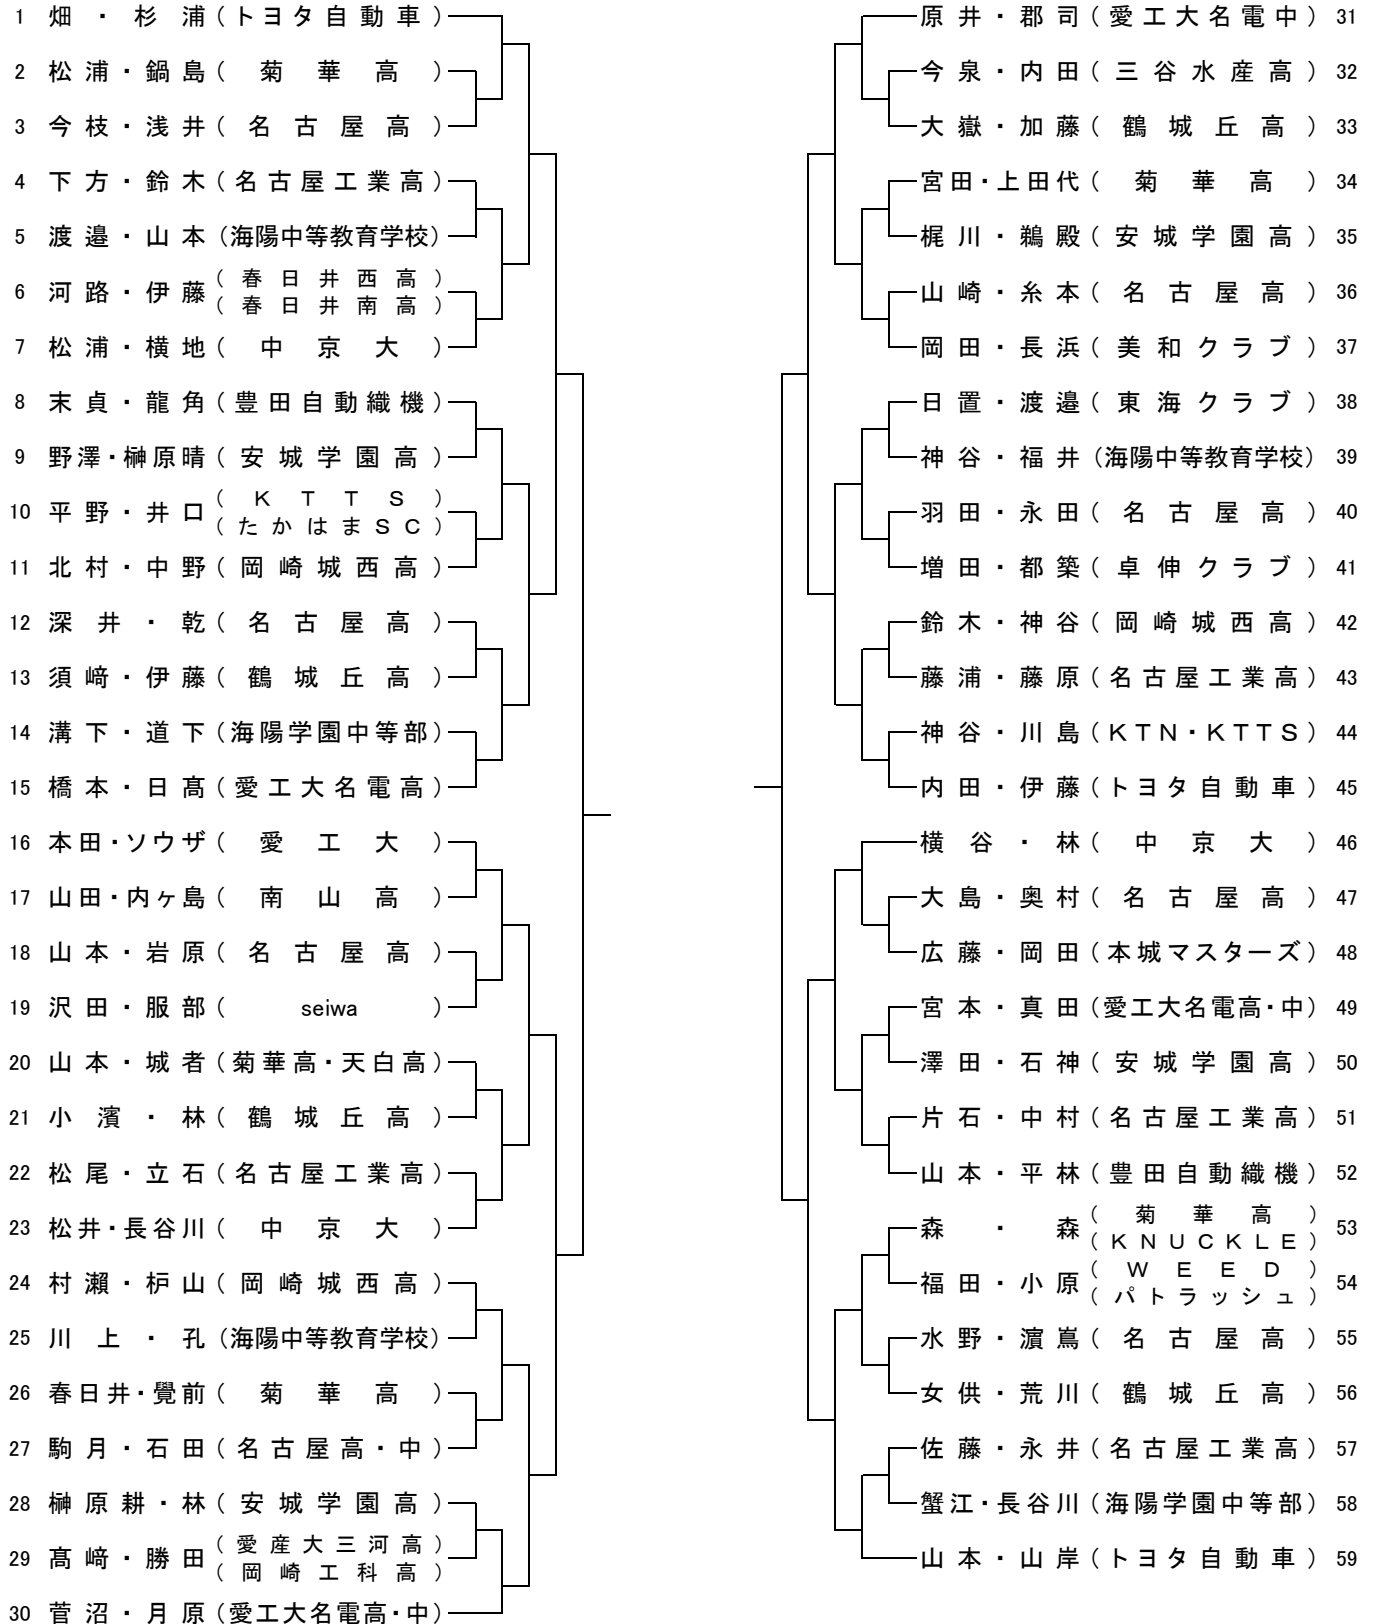 1 畑・杉浦(トヨタ自動車)
2 松浦・鍋島(菊華高)
3 今枝・浅井(名古屋高)
4 下方・鈴木(名古屋工業高)
5 渡邉・山本(海陽中等教育学校)
6 河路・伊藤(春日井西高)(春日井南高)
7 松浦・横地(中京大)
8 末貞・龍角(豊田自動織機)
9 野澤・榊原晴(安城学園高)
10 平野・井口(KTTS)(たかはまSC)
11 北村・中野(岡崎城西高)
12 深井・乾(名古屋高)
13 須﨑・伊藤(鶴城丘高)
14 溝下・道下(海陽学園中等部)
15 橋本・日髙(愛工大名電高)
16 本田・ソウザ(愛工大)
17 山田・内ヶ島(南山高)
18 山本・岩原(名古屋高)
19 沢田・服部(seiwa)
20 山本・城者(菊華高・天白高)
21 小濱・林(鶴城丘高)
22 松尾・立石(名古屋工業高)
23 松井・長谷川(中京大)
24 村瀬・枦山(岡崎城西高)
25 川上・孔(海陽中等教育学校)
26 春日井・覺前(菊華高)
27 駒月・石田(名古屋高・中)
28 榊原耕・林(安城学園高)
29 髙﨑・勝田(愛産大三河高)(岡崎工科高)
30 菅沼・月原(愛工大名電高・中)
原井・郡司(愛工大名電中) 31
今泉・内田(三谷水産高) 32
大嶽・加藤(鶴城丘高) 33
宮田・上田代(菊華高) 34
梶川・鵜殿(安城学園高) 35
山崎・糸本(名古屋高) 36
岡田・長浜(美和クラブ) 37
日置・渡邉(東海クラブ) 38
神谷・福井(海陽中等教育学校) 39
羽田・永田(名古屋高) 40
増田・都築(卓伸クラブ) 41
鈴木・神谷(岡崎城西高) 42
藤浦・藤原(名古屋工業高) 43
神谷・川島(KTN・KTTS) 44
内田・伊藤(トヨタ自動車) 45
横谷・林(中京大) 46
大島・奥村(名古屋高) 47
広藤・岡田(本城マスターズ) 48
宮本・真田(愛工大名電高・中) 49
澤田・石神(安城学園高) 50
片石・中村(名古屋工業高) 51
山本・平林(豊田自動織機) 52
森・森(菊華高)(KNUCKLE) 53
福田・小原(WEED)(パトラッシュ) 54
水野・濵嶌(名古屋高) 55
女供・荒川(鶴城丘高) 56
佐藤・永井(名古屋工業高) 57
蟹江・長谷川(海陽学園中等部) 58
山本・山岸(トヨタ自動車) 59